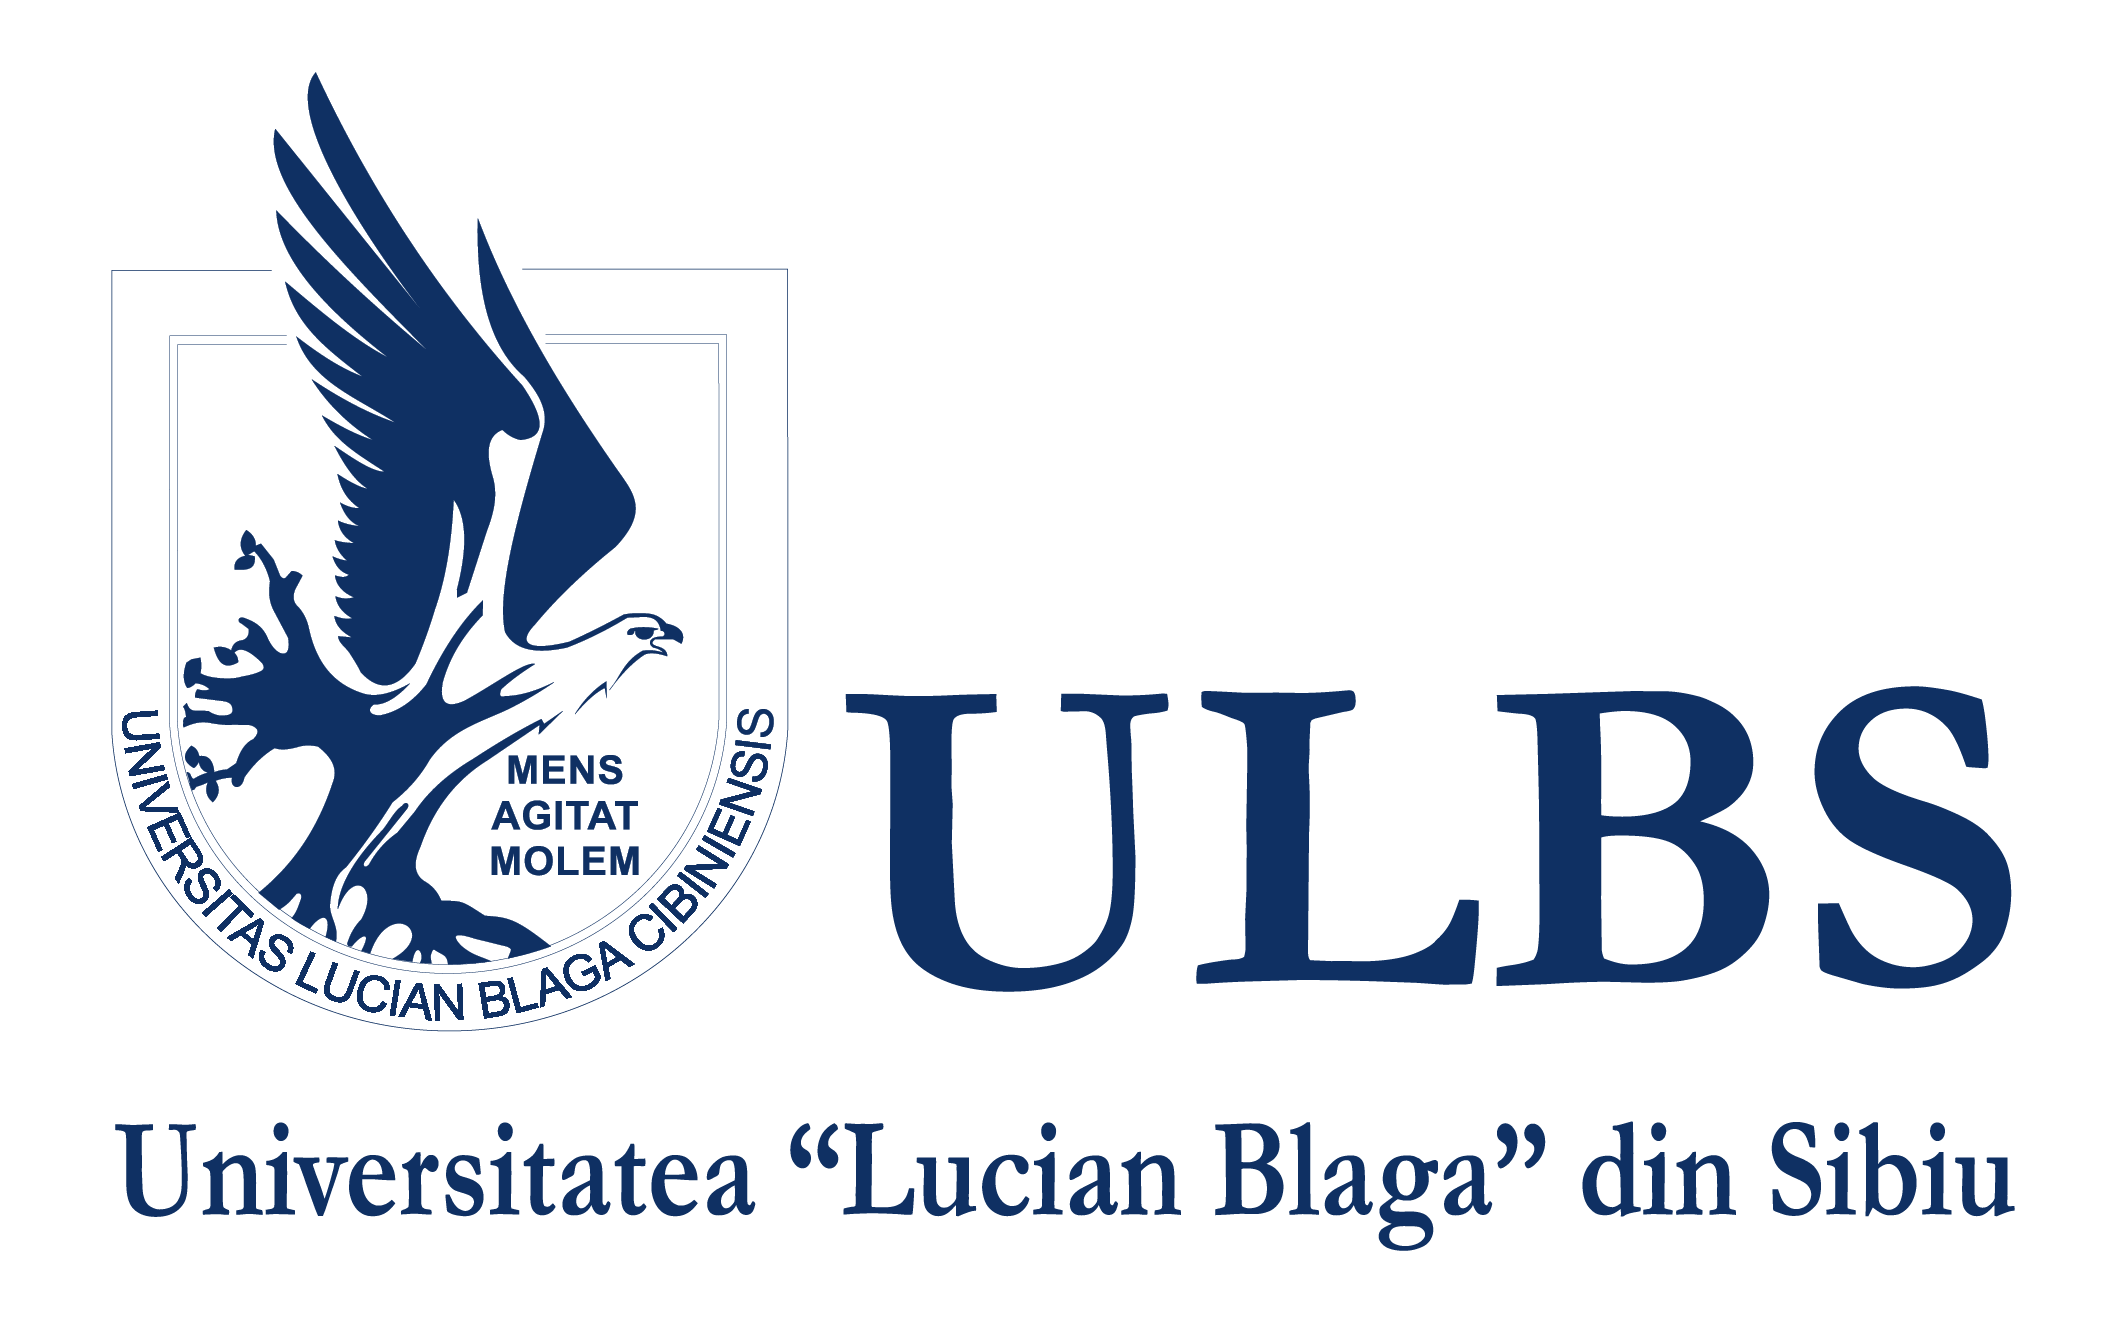 MENS
AGITAT
MOLEM
UNIVERSITAS LUCIAN BLAGA CIBINIENSIS
ULBS
Universitatea “Lucian Blaga” din Sibiu